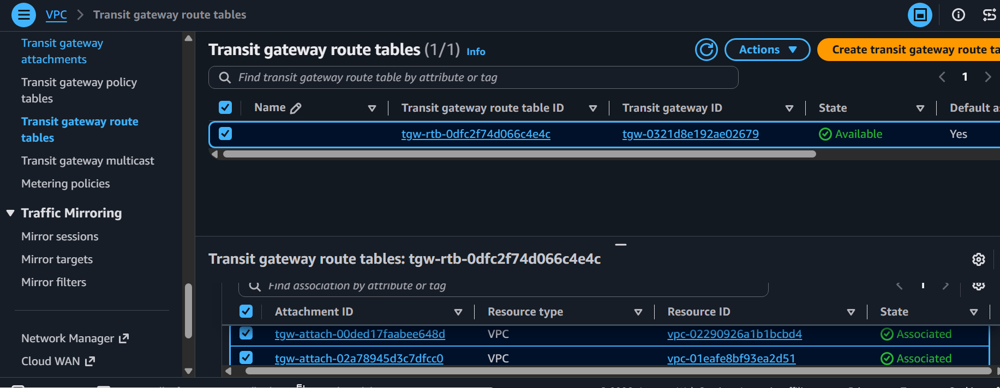 VPC > Transit gateway route tables
Transit gateway
attachments
Transit gateway policy
tables
Transit gateway route
tables
Transit gateway multicast
Metering policies
Traffic Mirroring
Mirror sessions
Mirror targets
Mirror filters
Network Manager
Cloud WAN
Transit gateway route tables (1/1) Info
Actions
Create transit gateway route ta
Find transit gateway route table by attribute or tag
1
Name Transit gateway route table ID Transit gateway ID State Default as
tgw-rtb-0dfc2f74d066c4e4c tgw-0321d8e192ae02679 Available Yes
Transit gateway route tables: tgw-rtb-0dfc2f74d066c4e4c
Find association by attribute or tag
1
Attachment ID Resource type Resource ID State
tgw-attach-00ded17faabee648d VPC vpc-02290926a1b1bcbd4 Associated
tgw-attach-02a78945d3c7dfcc0 VPC vpc-01eafe8bf93ea2d51 Associated